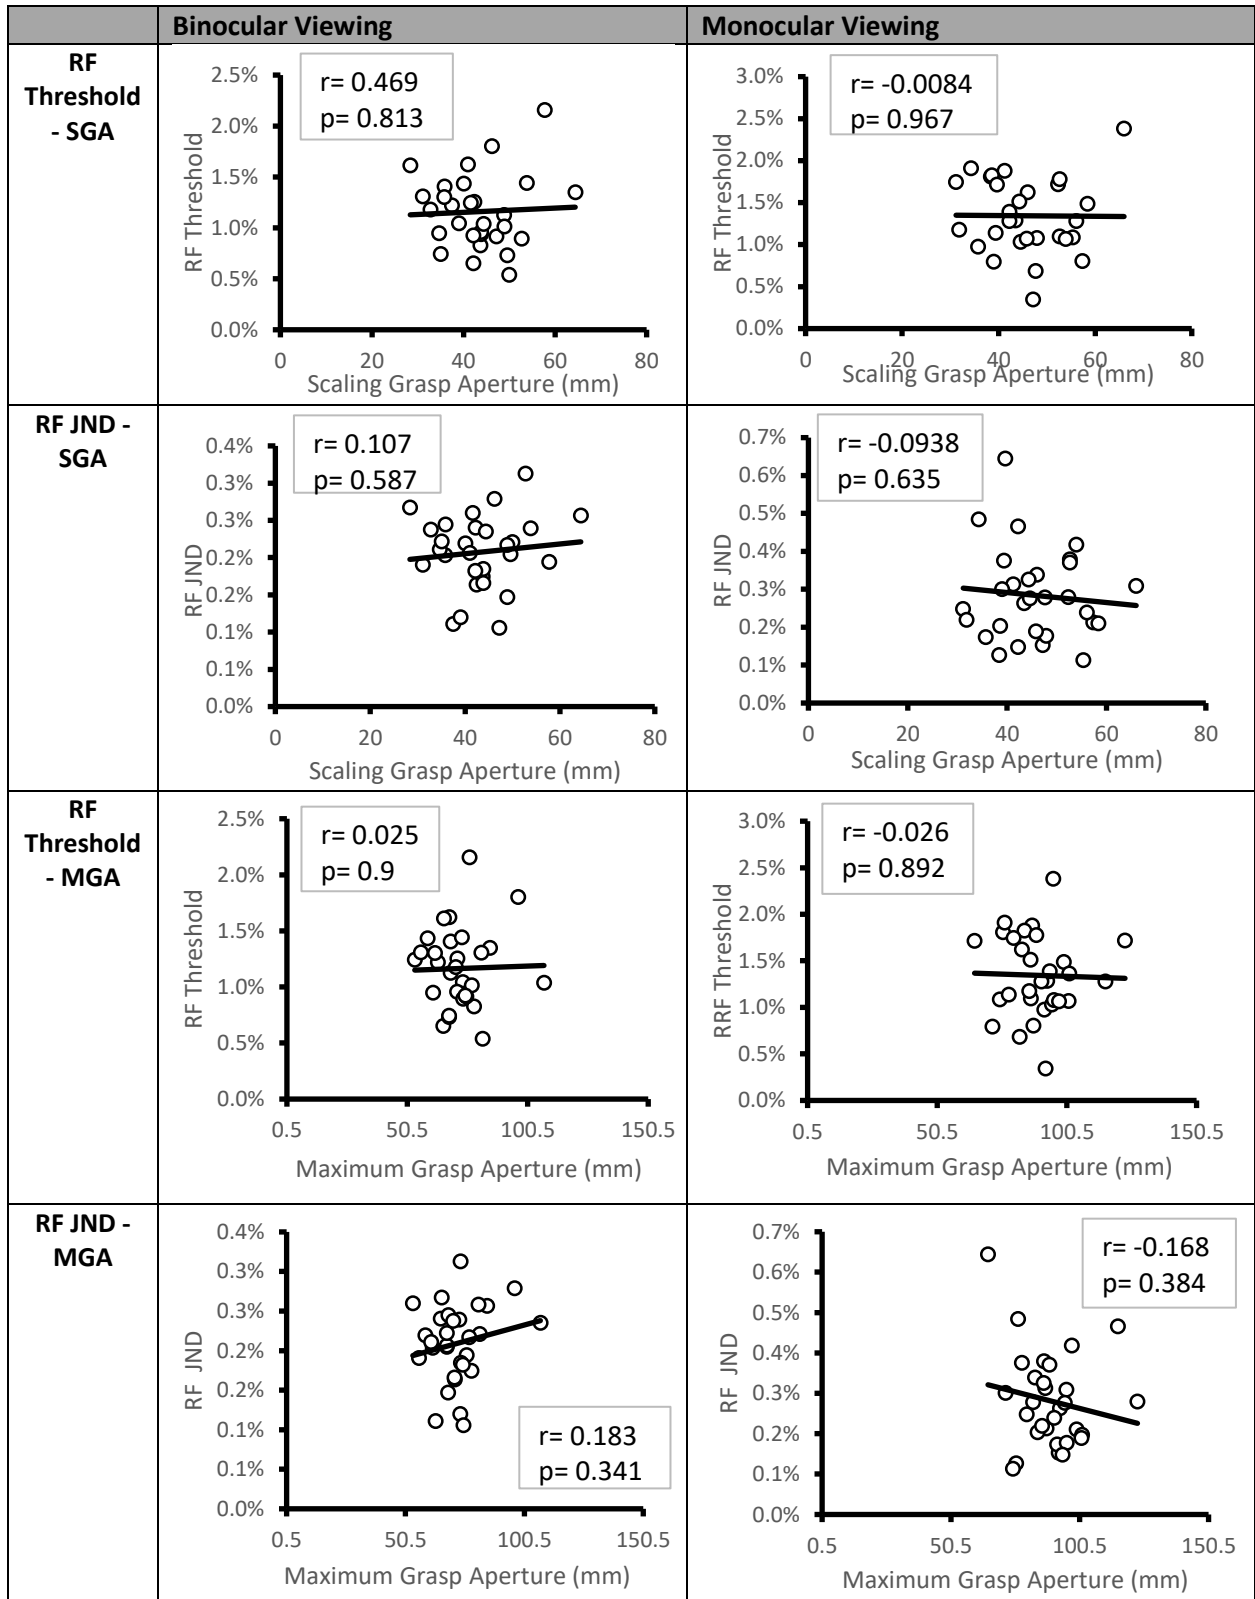 Binocular Viewing
Monocular Viewing
RF
Threshold
- SGA
r= 0.469
p= 0.813
2.5%
2.0%
1.5%
1.0%
0.5%
0.0%
RF Threshold
0 20 40 60 80
Scaling Grasp Aperture (mm)
r= -0.0084
p= 0.967
3.0%
2.5%
2.0%
1.5%
1.0%
0.5%
0.0%
RF Threshold
0 20 40 60 80
Scaling Grasp Aperture (mm)
RF JND -
SGA
r= 0.107
p= 0.587
0.4%
0.3%
0.3%
0.2%
0.2%
0.1%
0.1%
0.0%
RF JND
0 20 40 60 80
Scaling Grasp Aperture (mm)
r= -0.0938
p= 0.635
0.7%
0.6%
0.5%
0.4%
0.3%
0.2%
0.1%
0.0%
RF JND
0 20 40 60 80
Scaling Grasp Aperture (mm)
RF
Threshold
- MGA
r= 0.025
p= 0.9
2.5%
2.0%
1.5%
1.0%
0.5%
0.0%
RF Threshold
0.5 50.5 100.5 150.5
Maximum Grasp Aperture (mm)
r= -0.026
p= 0.892
3.0%
2.5%
2.0%
1.5%
1.0%
0.5%
0.0%
RRF Threshold
0.5 50.5 100.5 150.5
Maximum Grasp Aperture (mm)
RF JND -
MGA
0.4%
0.3%
0.3%
0.2%
0.2%
0.1%
0.1%
0.0%
RF JND
r= 0.183
p= 0.341
0.5 50.5 100.5 150.5
Maximum Grasp Aperture (mm)
r= -0.168
p= 0.384
0.7%
0.6%
0.5%
0.4%
0.3%
0.2%
0.1%
0.0%
RF JND
0.5 50.5 100.5 150.5
Maximum Grasp Aperture (mm)